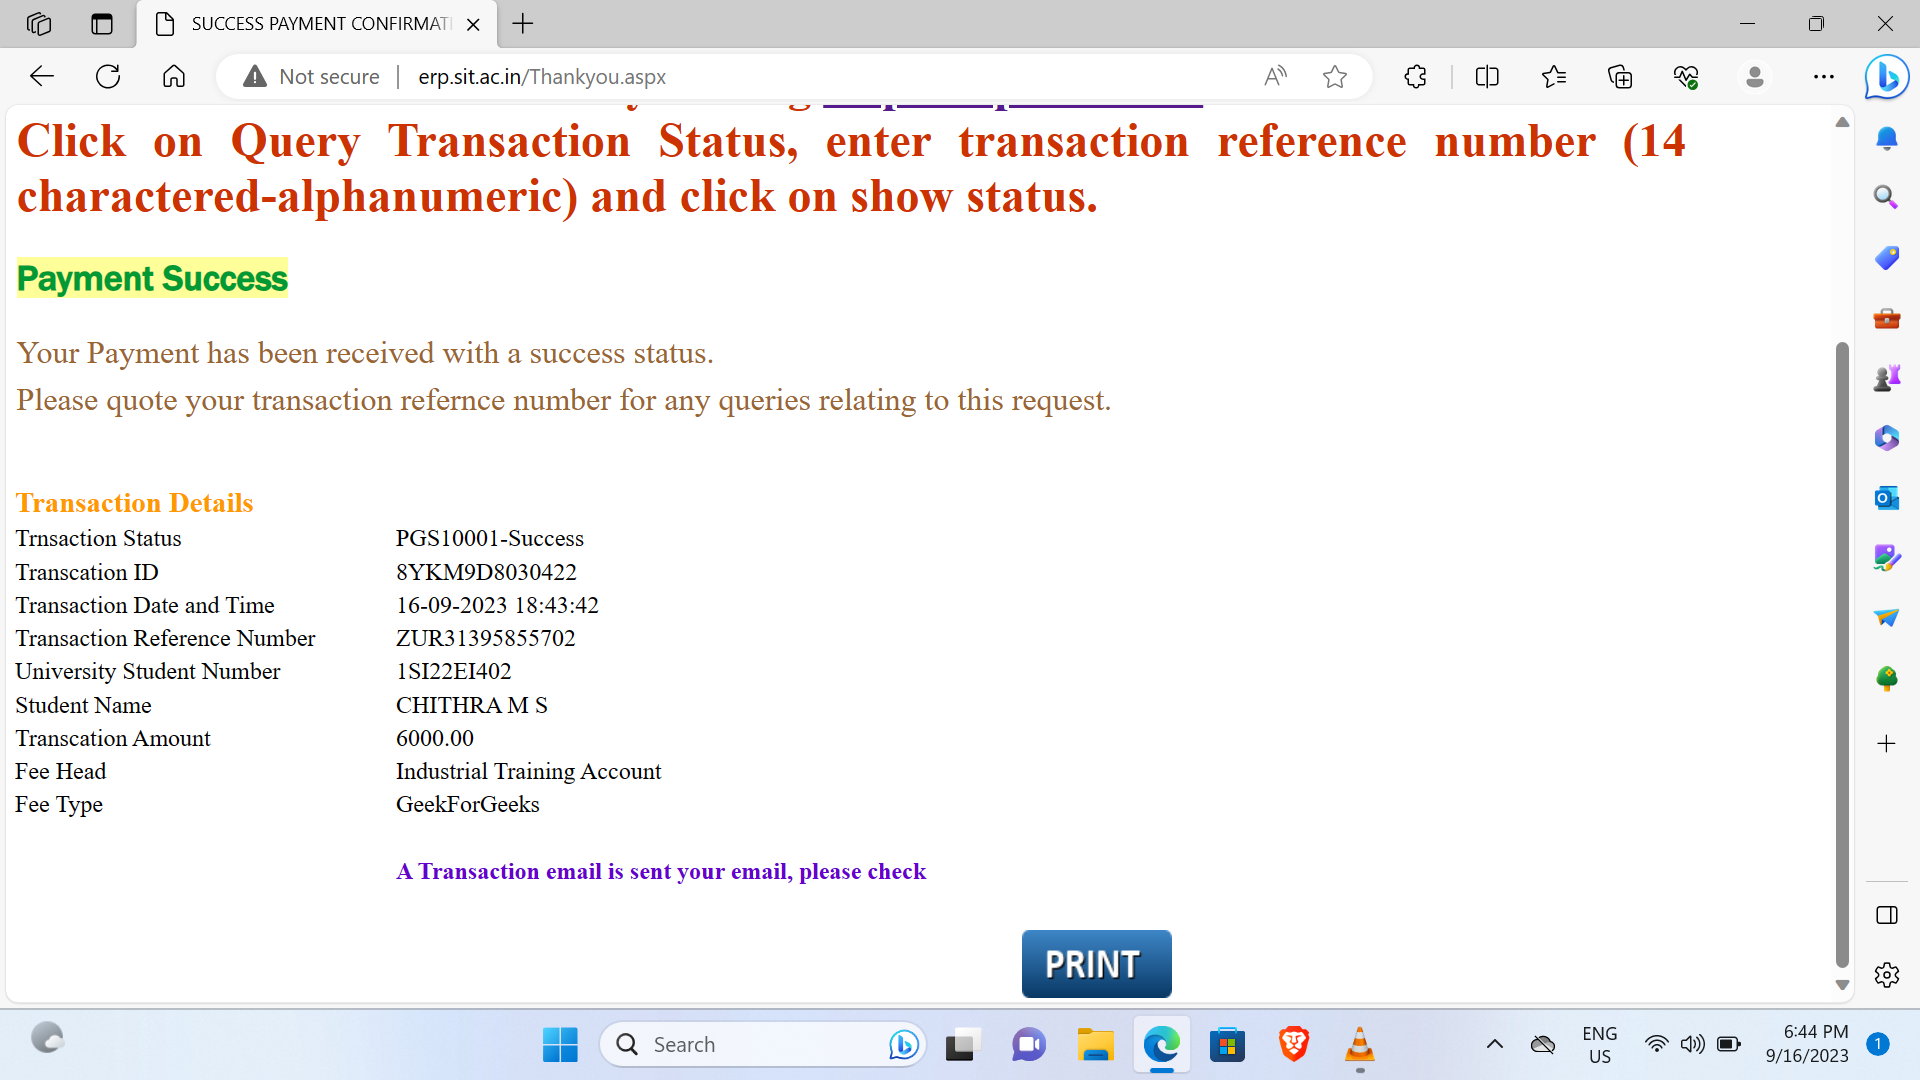 SUCCESS PAYMENT CONFIRMATI
Not secure
erp.sit.ac.in/Thankyou.aspx
Click on Query Transaction Status, enter transaction reference number (14
charactered-alphanumeric) and click on show status.
Payment Success
Your Payment has been received with a success status.
Please quote your transaction refernce number for any queries relating to this request.
Transaction Details
Trnsaction Status PGS10001-Success
Transcation ID 8YKM9D8030422
Transaction Date and Time 16-09-2023 18:43:42
Transaction Reference Number ZUR31395855702
University Student Number 1SI22EI402
Student Name CHITHRA M S
Transcation Amount 6000.00
Fee Head Industrial Training Account
Fee Type GeekForGeeks
A Transaction email is sent your email, please check
PRINT
Search
ENG
US
6:44 PM
9/16/2023
1